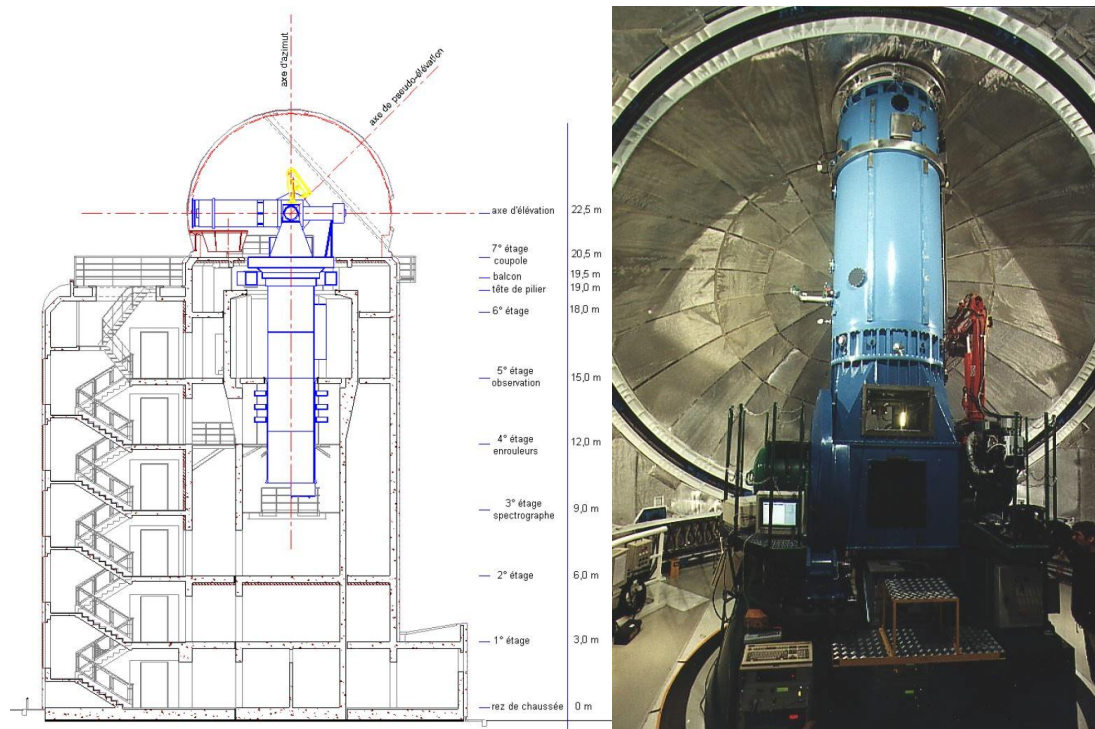 axe d'azimut
axe de pseudo-élévation
axe d'élévation 22,5 m
7° étage
coupole 20,5 m
balcon 19,5 m
tête de pilier 19,0 m
6° étage 18,0 m
5° étage 15,0 m
observation
4° étage 12,0 m
enrouleurs
3° étage 9,0 m
spectrographe
2° étage 6,0 m
1° étage 3,0 m
rez de chaussée 0 m